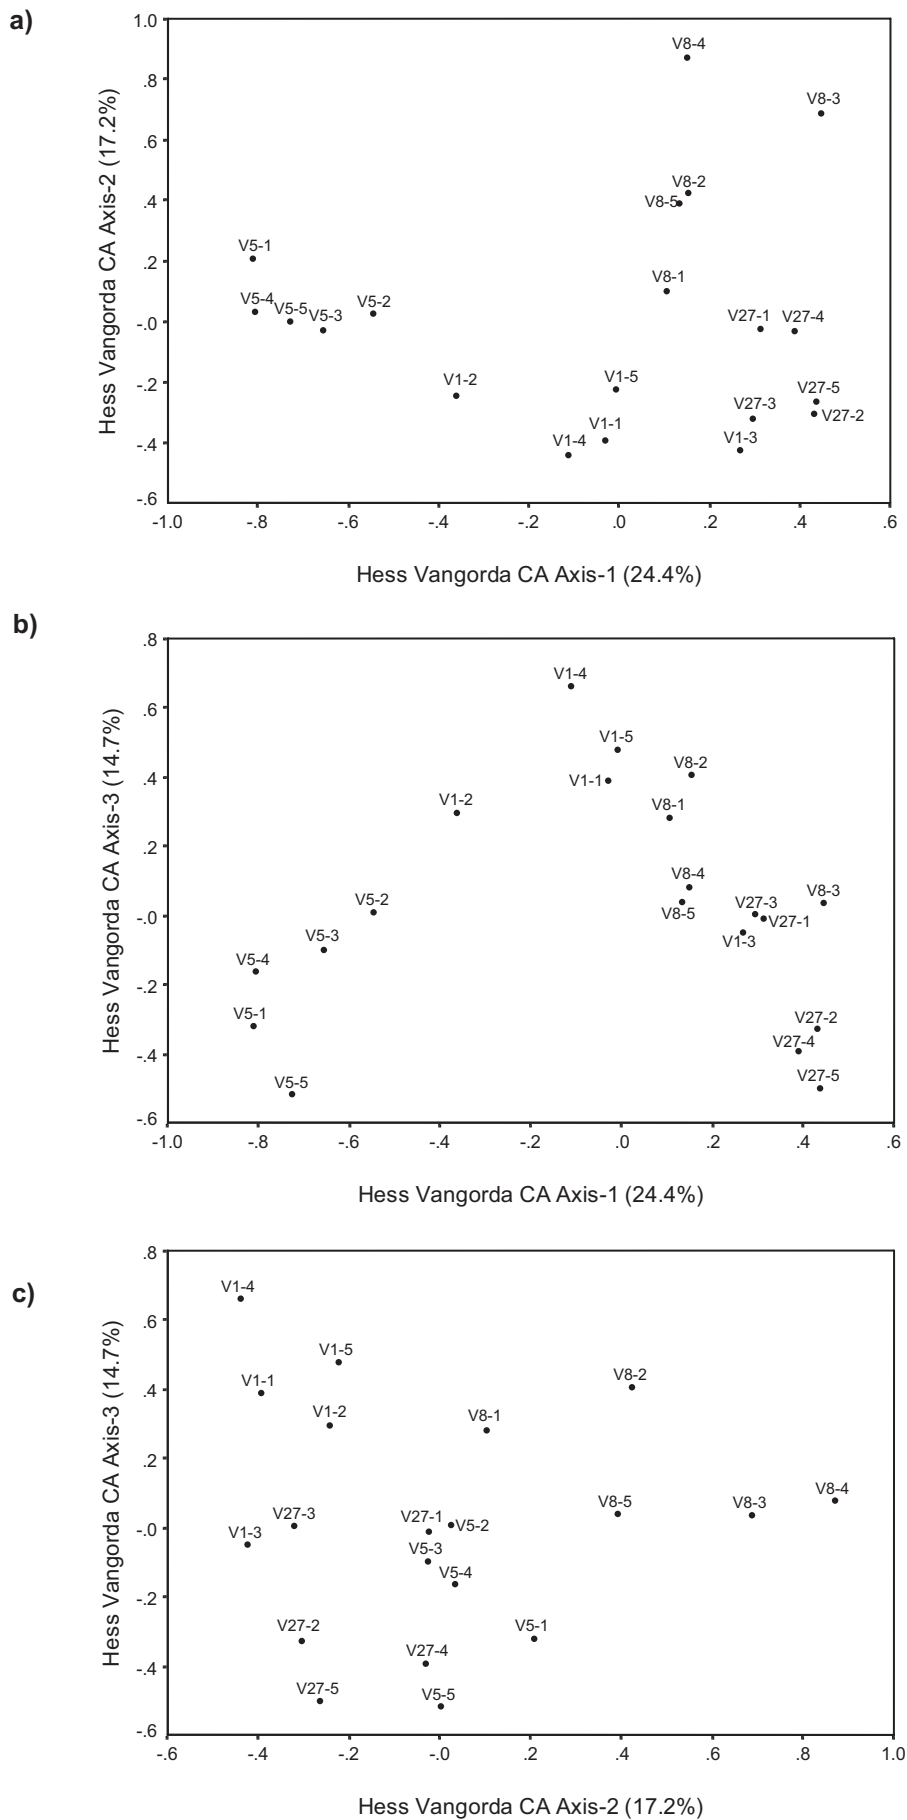 a)
Hess Vangorda CA Axis-2 (17.2%)
1.0
.8
.6
.4
.2
-.0
-.2
-.4
-.6
V8-4
V8-3
V8-2
V8-5
V5-1
V8-1
V5-4
V5-5
V5-3
V5-2
V27-1
V27-4
V1-2
V1-5
V27-5
V27-3
V27-2
V1-1
V1-4
V1-3
-1.0 -.8 -.6 -.4 -.2 .0 .2 .4 .6
Hess Vangorda CA Axis-1 (24.4%)
b)
Hess Vangorda CA Axis-3 (14.7%)
.8
.6
.4
.2
-.0
-.2
-.4
-.6
V1-4
V1-5
V8-2
V1-1
V1-2
V8-1
V8-4
V5-2
V8-5
V27-3
V8-3
V27-1
V5-3
V1-3
V5-4
V5-1
V27-2
V27-4
V5-5
V27-5
-1.0 -.8 -.6 -.4 -.2 .0 .2 .4 .6
Hess Vangorda CA Axis-1 (24.4%)
c)
Hess Vangorda CA Axis-3 (14.7%)
.8
.6
.4
.2
-.0
-.2
-.4
-.6
V1-4
V1-5
V1-1
V8-2
V1-2
V8-1
V8-4
V8-5
V8-3
V27-3
V27-1
V5-2
V1-3
V5-3
V5-4
V27-2
V5-1
V27-4
V27-5
V5-5
-.6 -.4 -.2 -.0 .2 .4 .6 .8 1.0
Hess Vangorda CA Axis-2 (17.2%)